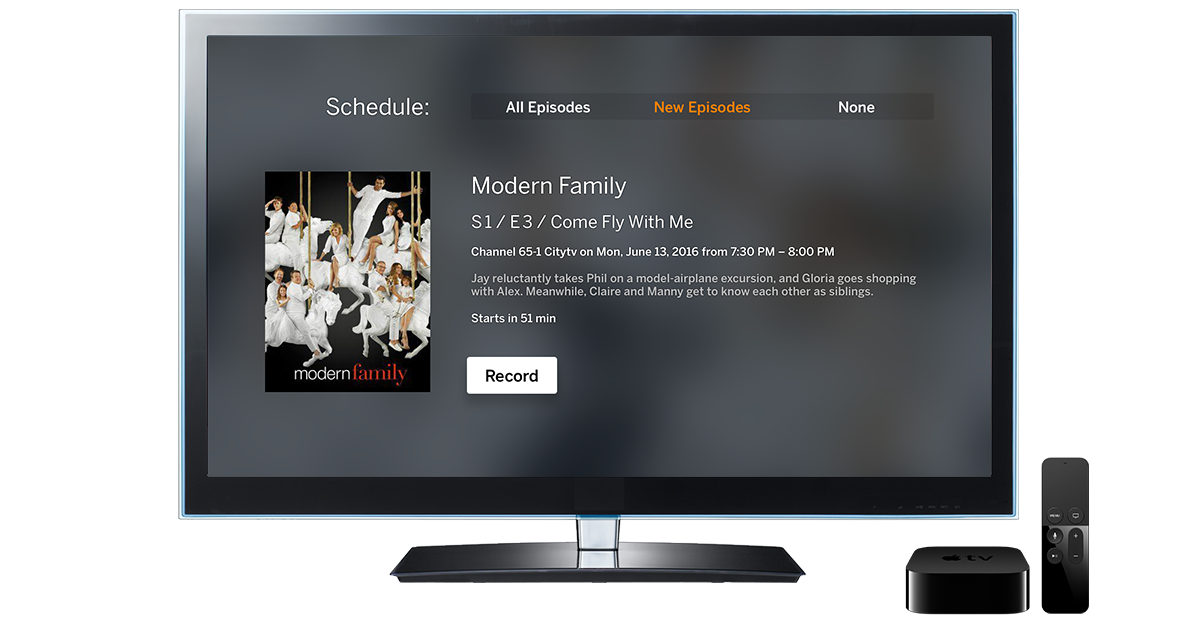 Schedule: All Episodes New Episodes None
Modern Family
S1 / E3 / Come Fly With Me
Channel 65-1 Citytv on Mon, June 13, 2016 from 7:30 PM – 8:00 PM
Jay reluctantly takes Phil on a model-airplane excursion, and Gloria goes shopping
with Alex. Meanwhile, Claire and Manny get to know each other as siblings.
Starts in 51 min
modern family
Record
MENU
tv